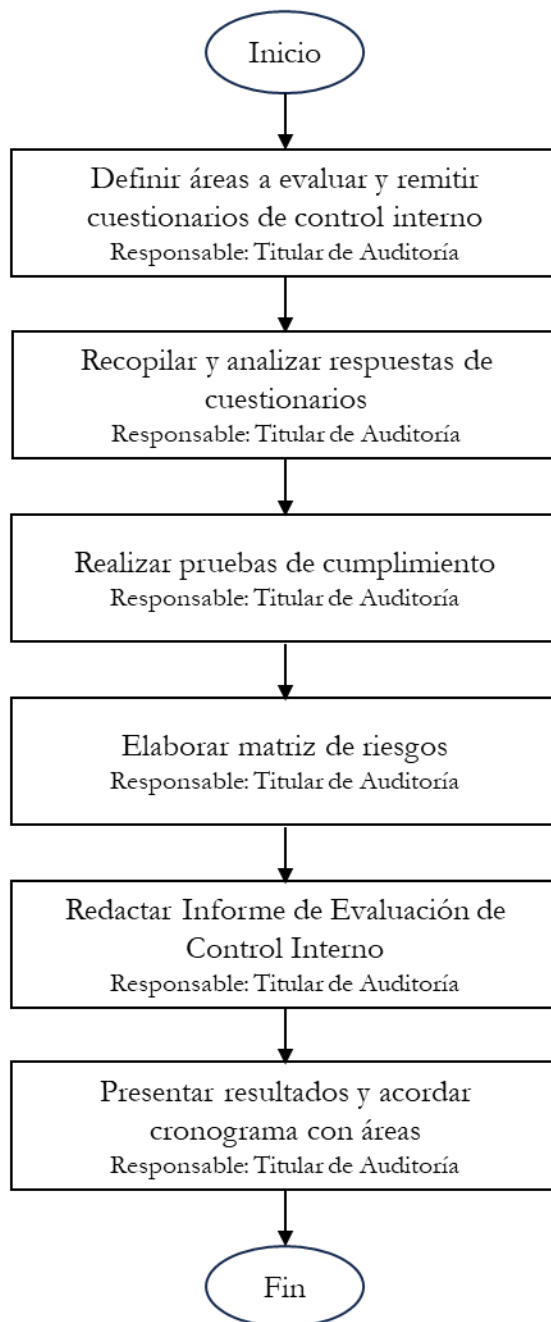 Inicio
Definir áreas a evaluar y remitir
cuestionarios de control interno
Responsable: Titular de Auditoría
Recopilar y analizar respuestas de
cuestionarios
Responsable: Titular de Auditoría
Realizar pruebas de cumplimiento
Responsable: Titular de Auditoría
Elaborar matriz de riesgos
Responsable: Titular de Auditoría
Redactar Informe de Evaluación de
Control Interno
Responsable: Titular de Auditoría
Presentar resultados y acordar
cronograma con áreas
Responsable: Titular de Auditoría
Fin